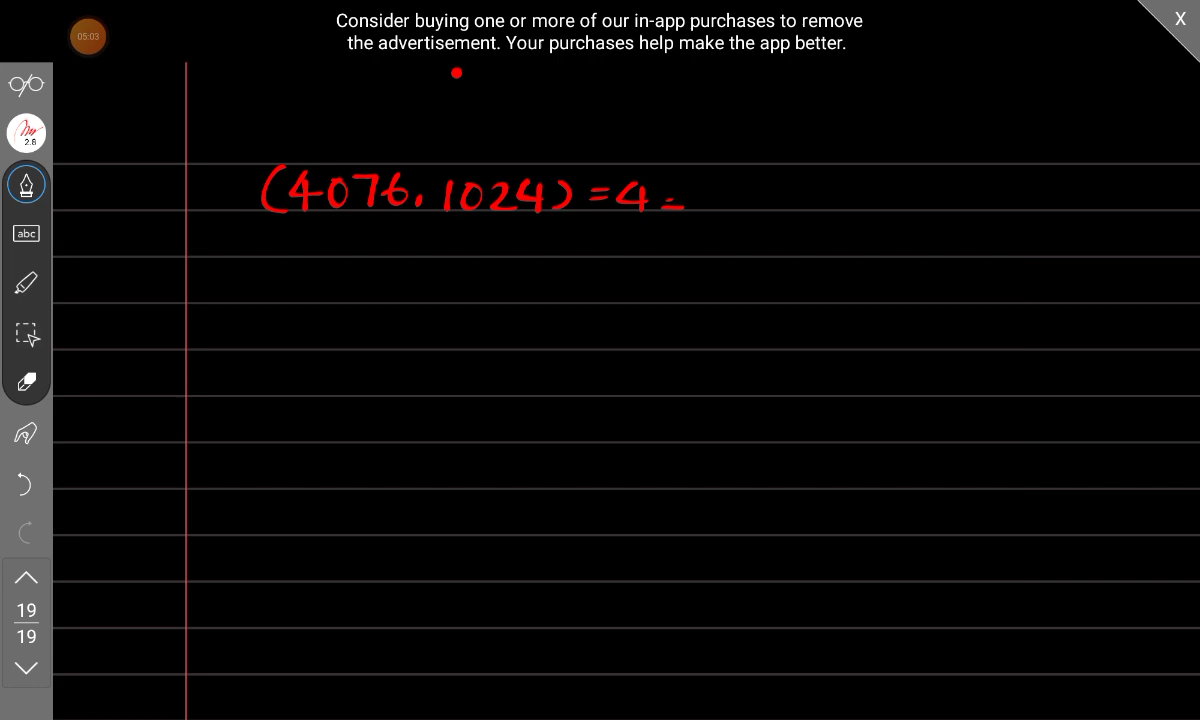 05:03
Consider buying one or more of our in-app purchases to remove
the advertisement. Your purchases help make the app better.
X
2.8
abc
(4076, 1024) = 4 =
19
19